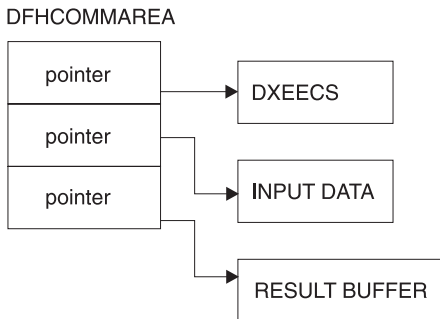 DFHCOMMAREA
pointer
DXEECS
pointer
INPUT DATA
pointer
RESULT BUFFER